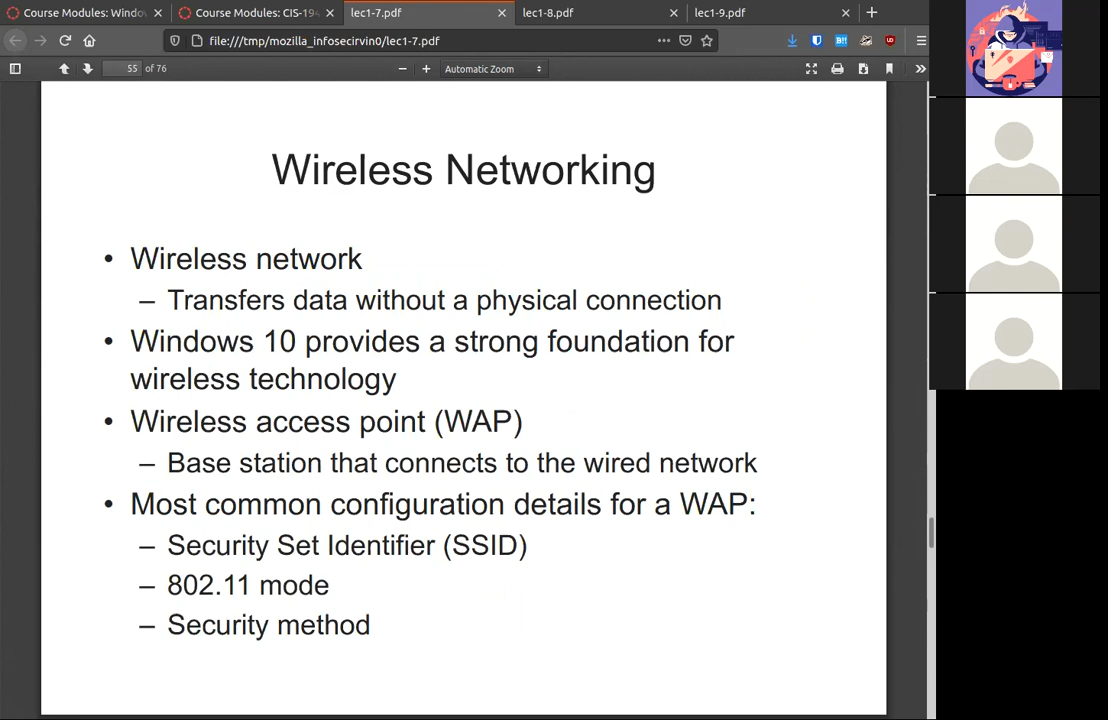 Course Modules: Windo
Course Modules: CIS-194
lec1-7.pdf
lec1-8.pdf
lec1-9.pdf
file:///tmp/mozilla_infosecirvin0/lec1-7.pdf
55 of 76
Automatic Zoom
Wireless Networking
• Wireless network
– Transfers data without a physical connection
• Windows 10 provides a strong foundation for
wireless technology
• Wireless access point (WAP)
– Base station that connects to the wired network
• Most common configuration details for a WAP:
– Security Set Identifier (SSID)
– 802.11 mode
– Security method